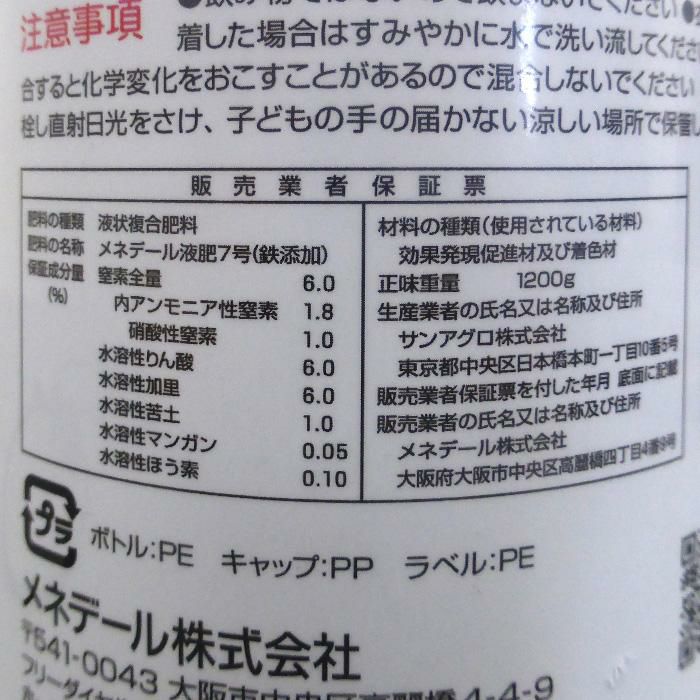 注意事項
着した場合はすみやかに水で洗い流してくださ
合すると化学変化をおこすことがあるので混合しないでください
栓し直射日光をさけ、子どもの手の届かない涼しい場所で保管し
販売業者保証票
肥料の種類 液状複合肥料
肥料の名称 メネデール液肥7号(鉄添加)
保証成分量 窒素全量 6.0
(%) 内アンモニア性窒素 1.8
硝酸性窒素 1.0
水溶性りん酸 6.0
水溶性加里 6.0
水溶性苦土 1.0
水溶性マンガン 0.05
水溶性ほう素 0.10
材料の種類(使用されている材料)
効果発現促進材及び着色材
正味重量 1200g
生産業者の氏名又は名称及び住所
サンアグロ株式会社
東京都中央区日本橋本町一丁目10番5号
販売業者保証票を付した年月 底面に記載
販売業者の氏名又は名称及び住所
メネデール株式会社
大阪府大阪市中央区高麗橋四丁目4番9号
プラ
ボトル:PE キャップ:PP ラベル:PE
メネデール株式会社
〒541-0043 大阪市中央区高麗橋4-4-9
フリーダイヤル